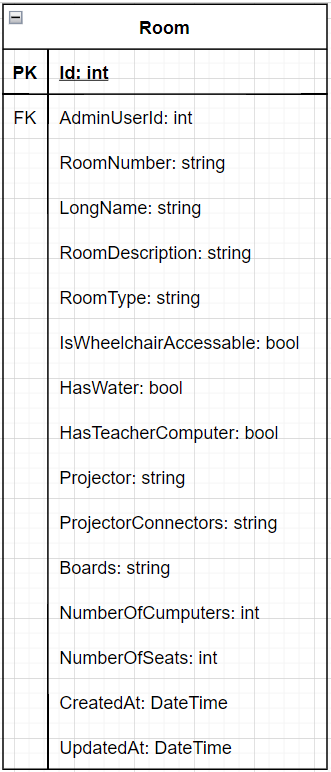 Room
PK Id: int
FK AdminUserId: int
RoomNumber: string
LongName: string
RoomDescription: string
RoomType: string
IsWheelchairAccessable: bool
HasWater: bool
HasTeacherComputer: bool
Projector: string
ProjectorConnectors: string
Boards: string
NumberOfCumputers: int
NumberOfSeats: int
CreatedAt: DateTime
UpdatedAt: DateTime